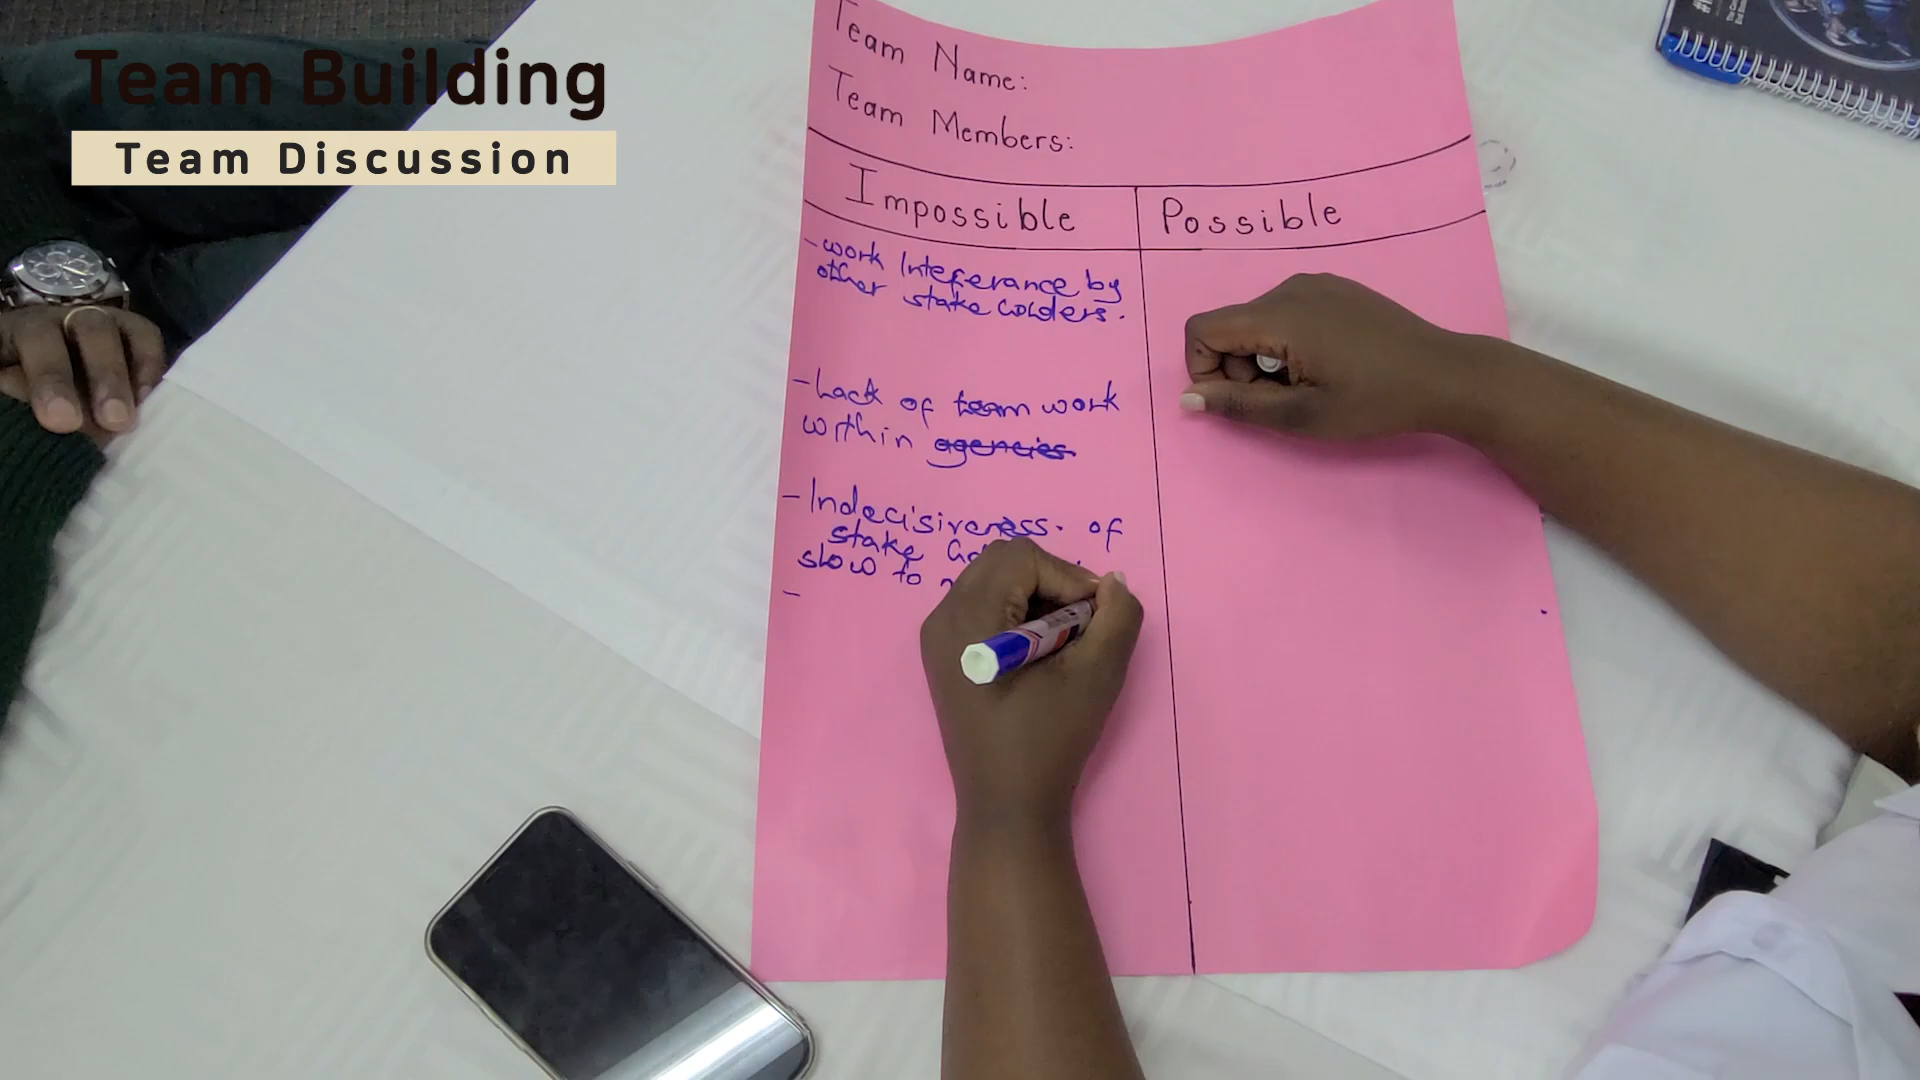 Team Building
Team Discussion
Team Name:
Team Members:
Impossible
Possible
- work Interferance by
other stake holders.
- Lack of team work
within agencies
- Indecisiveness. of
stake
slow to
-